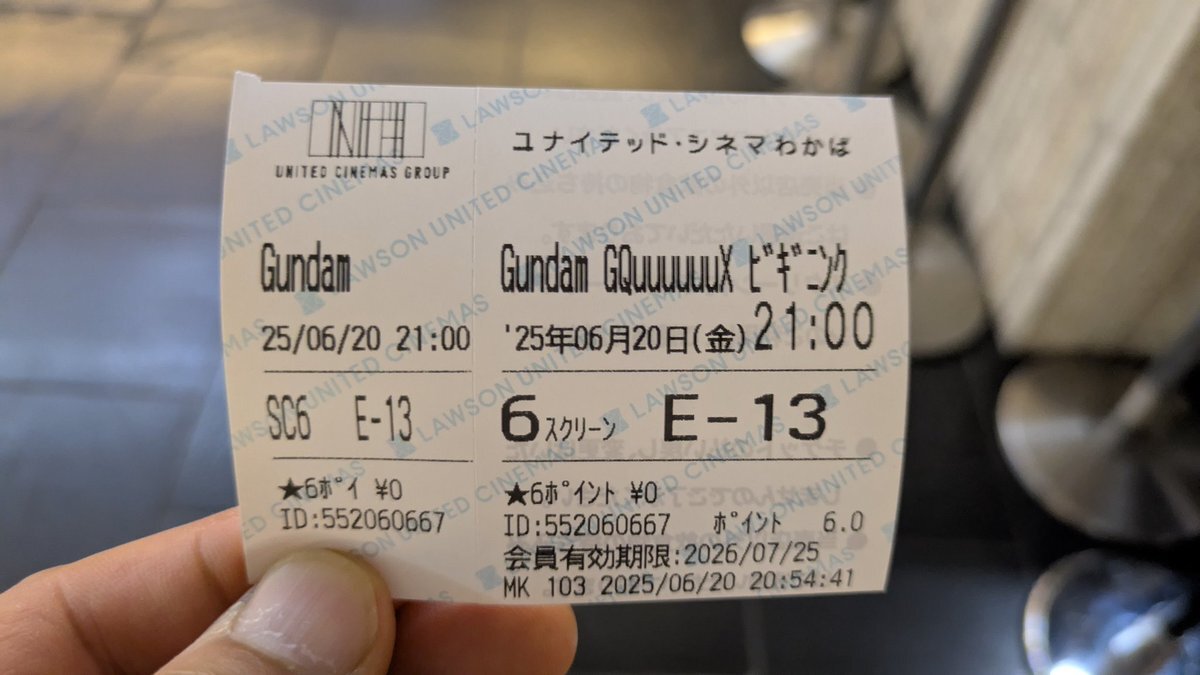 UNITED CINEMAS GROUP
Gundam
25/06/20 21:00
SC6 E-13
★6ポイ ¥0
ID:552060667
ユナイテッド・シネマわかば
Gundam GQuuuuuuX ビギニンク
'25年06月20日(金)21:00
6スクリーン E-13
★6ポイント ¥0
ID:552060667 ポイント 6.0
会員有効期限:2026/07/25
MK 103 2025/06/20 20:54:41
LAWSON UNITED CINEMAS